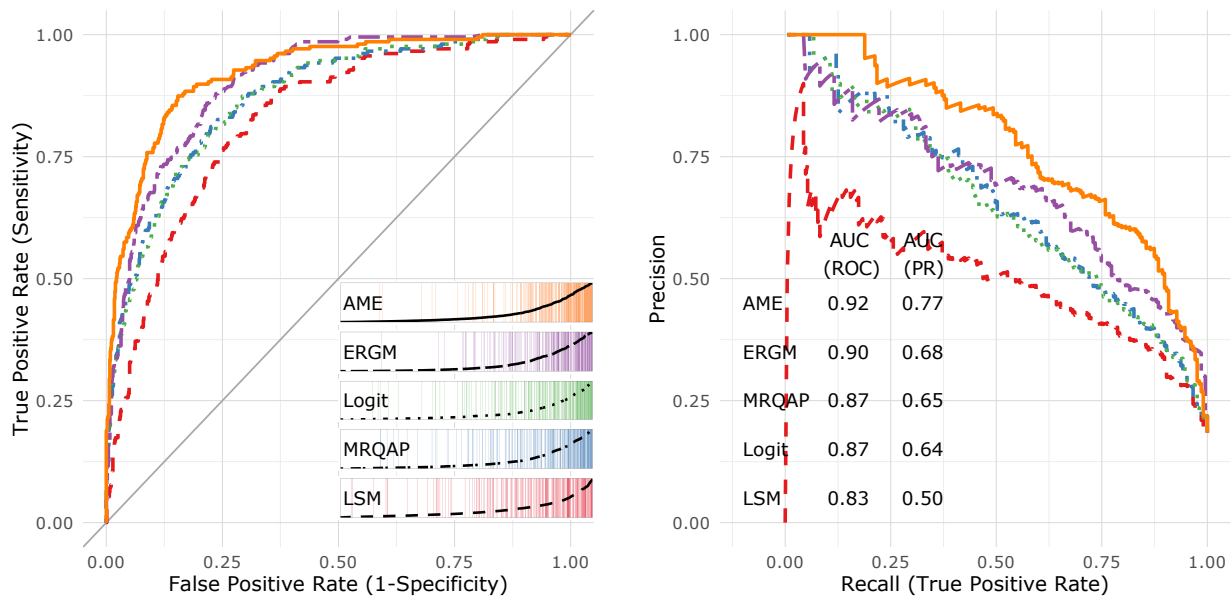 1.00
0.75
0.50
0.25
0.00
True Positive Rate (Sensitivity)
AME
ERGM
Logit
MRQAP
LSM
0.00 0.25 0.50 0.75 1.00
False Positive Rate (1-Specificity)
1.00
0.75
0.50
0.25
0.00
Precision
AUC AUC
(ROC) (PR)
AME 0.92 0.77
ERGM 0.90 0.68
MRQAP 0.87 0.65
Logit 0.87 0.64
LSM 0.83 0.50
0.00 0.25 0.50 0.75 1.00
Recall (True Positive Rate)